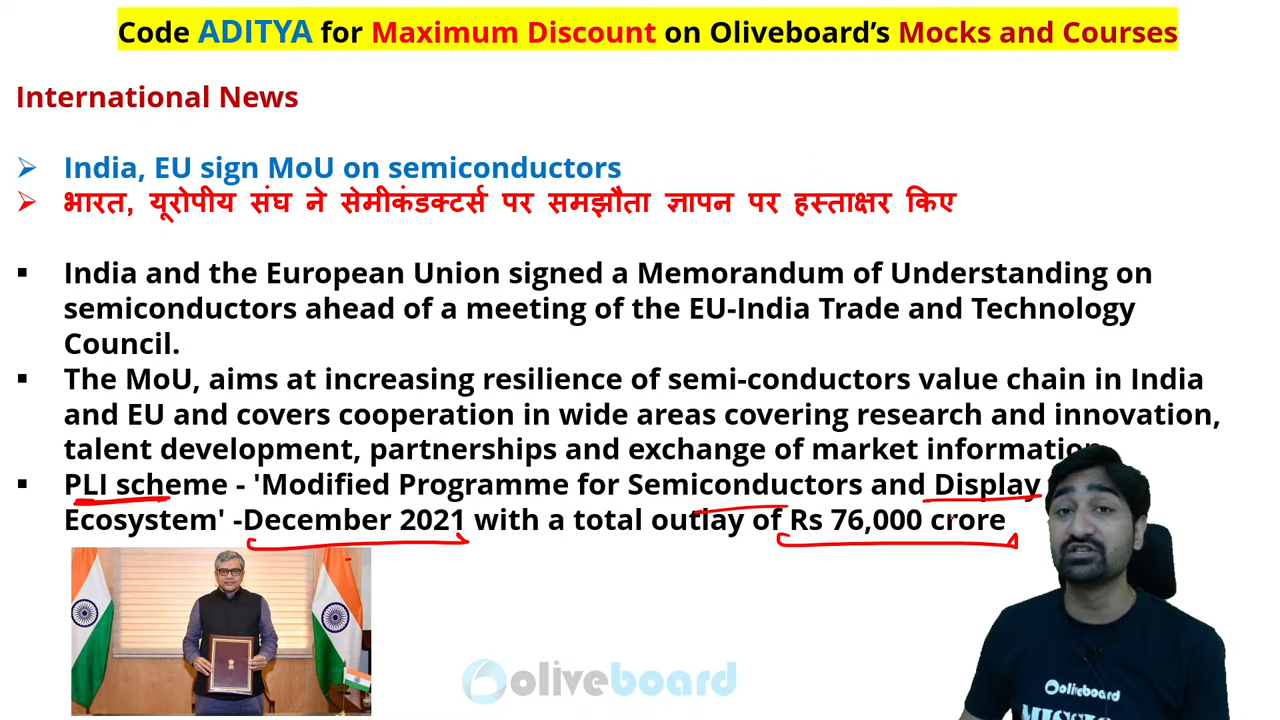 Code ADITYA for Maximum Discount on Oliveboard’s Mocks and Courses
International News
India, EU sign MoU on semiconductors
भारत, यूरोपीय संघ ने सेमीकंडक्टर्स पर समझौता ज्ञापन पर हस्ताक्षर किए
India and the European Union signed a Memorandum of Understanding on
semiconductors ahead of a meeting of the EU-India Trade and Technology
Council.
The MoU, aims at increasing resilience of semi-conductors value chain in India
and EU and covers cooperation in wide areas covering research and innovation,
talent development, partnerships and exchange of market information
PLI scheme - 'Modified Programme for Semiconductors and Display
Ecosystem' -December 2021 with a total outlay of Rs 76,000 crore
oliveboard
oliveboard